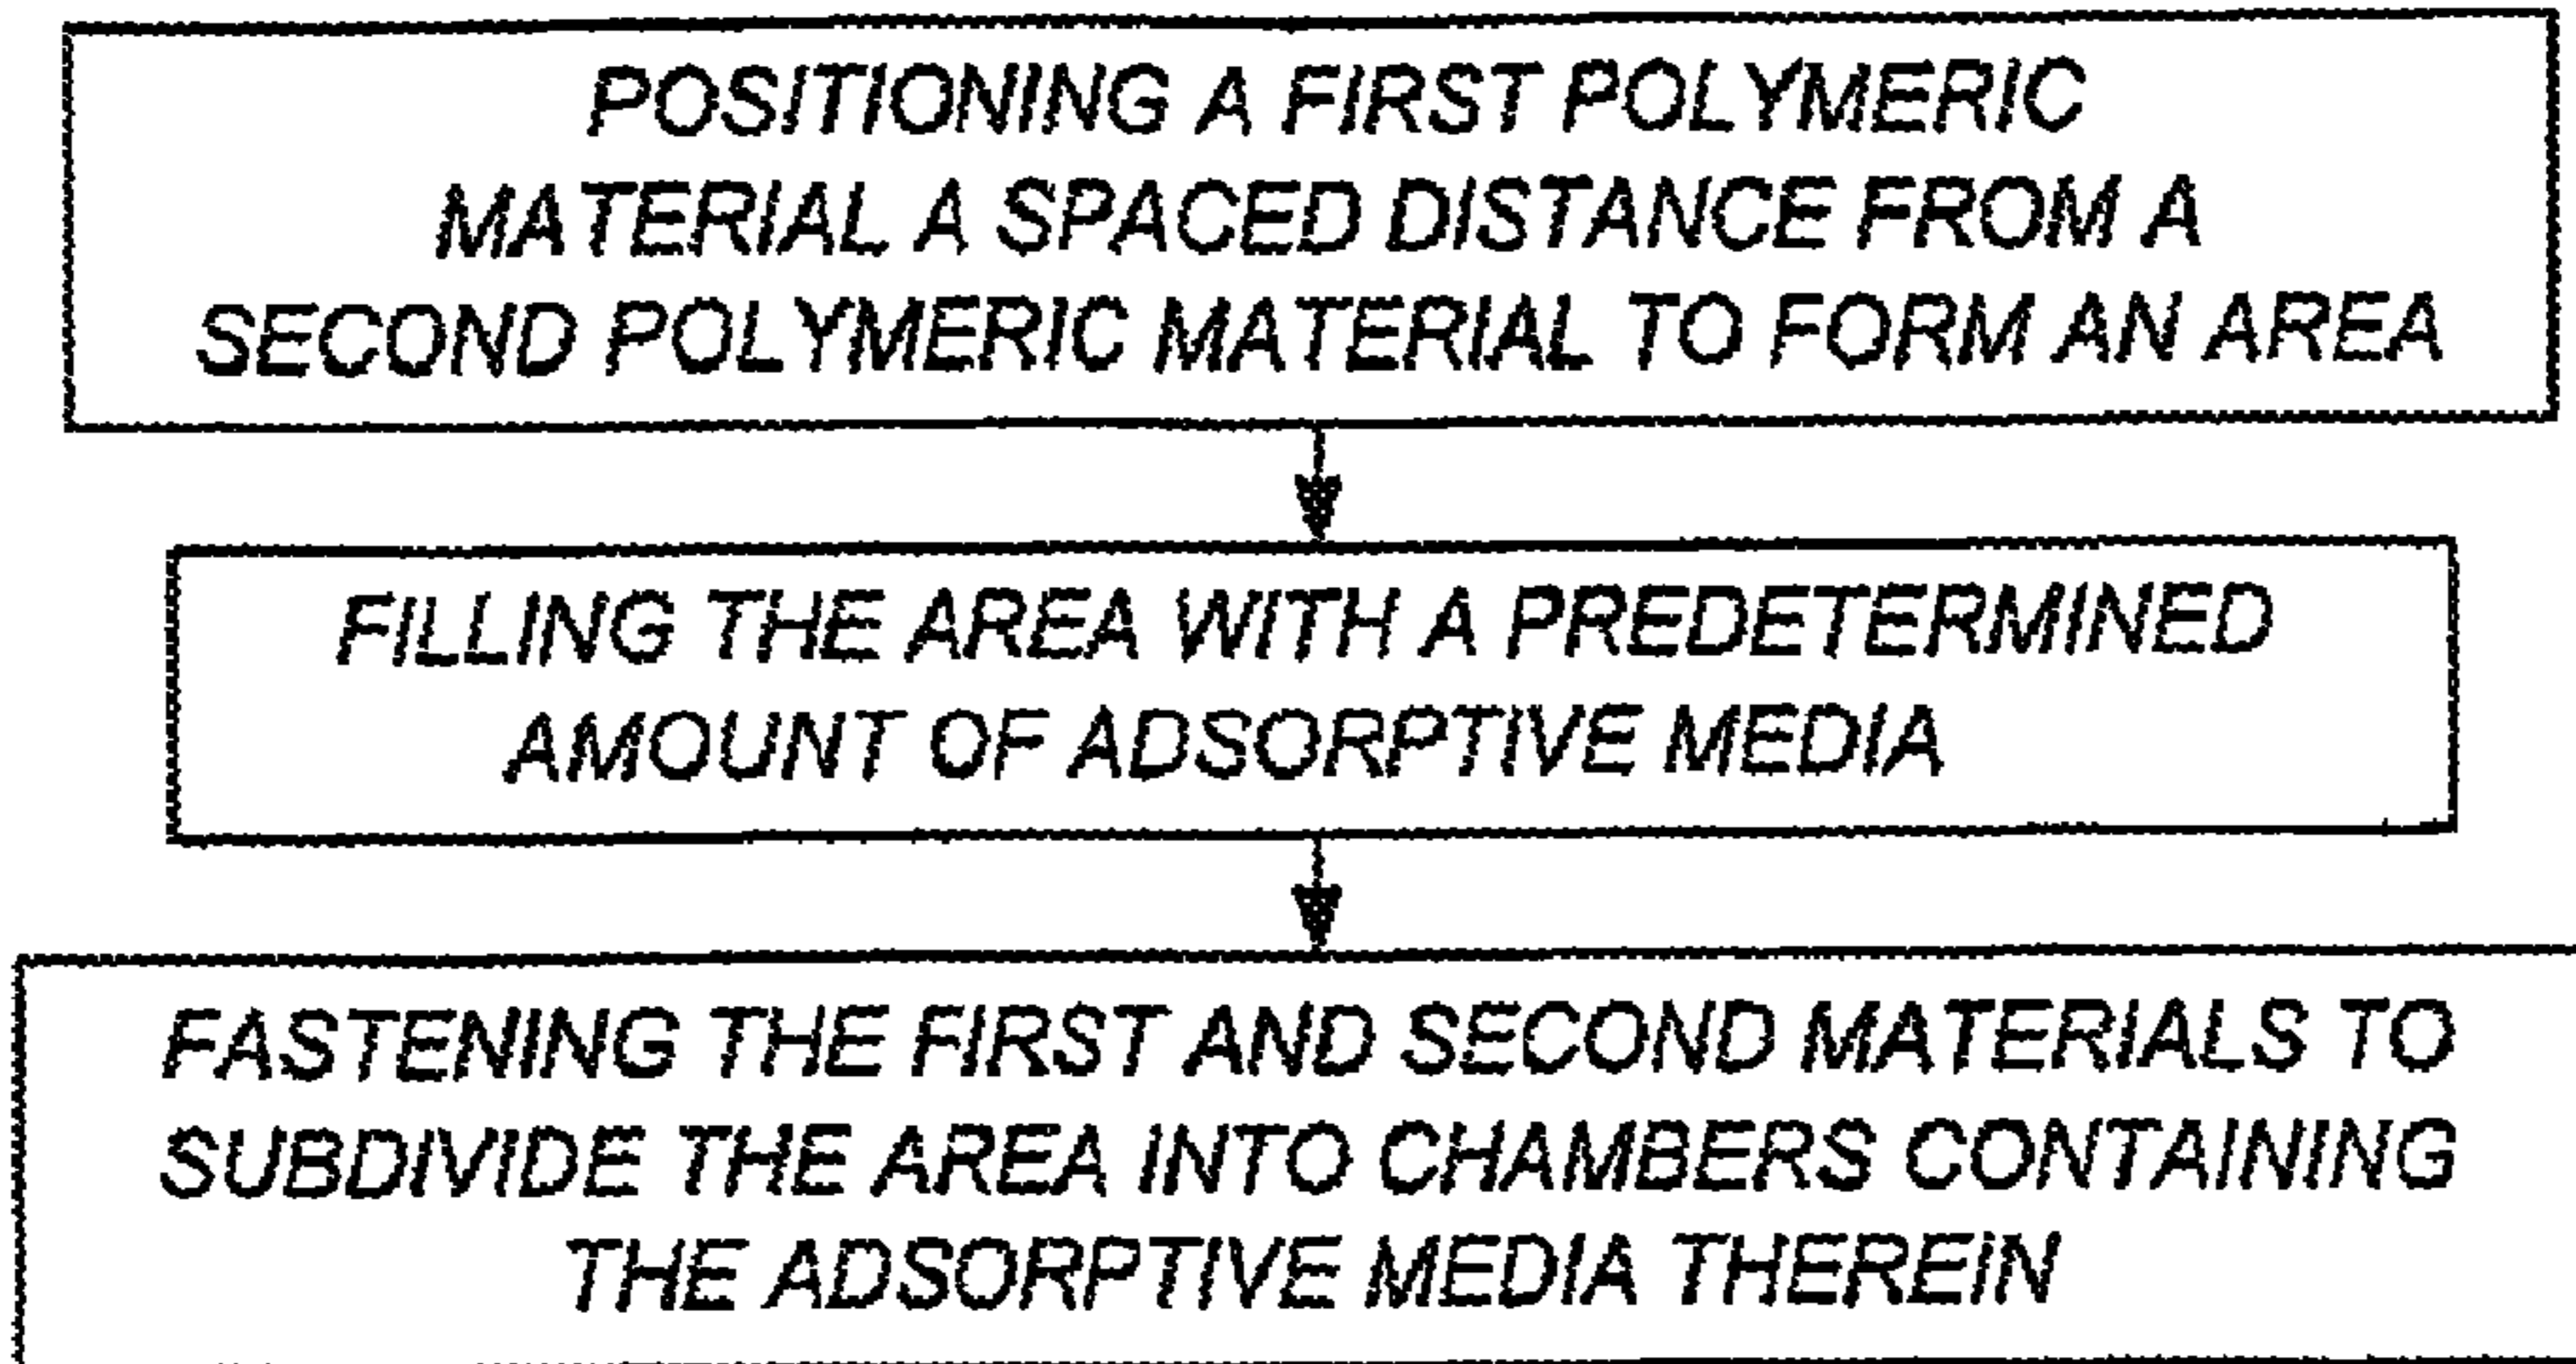 POSITIONING A FIRST POLYMERIC
MATERIAL A SPACED DISTANCE FROM A
SECOND POLYMERIC MATERIAL TO FORM AN AREA
FILLING THE AREA WITH A PREDETERMINED
AMOUNT OF ADSORPTIVE MEDIA
FASTENING THE FIRST AND SECOND MATERIALS TO
SUBDIVIDE THE AREA INTO CHAMBERS CONTAINING
THE ADSORPTIVE MEDIA THEREIN